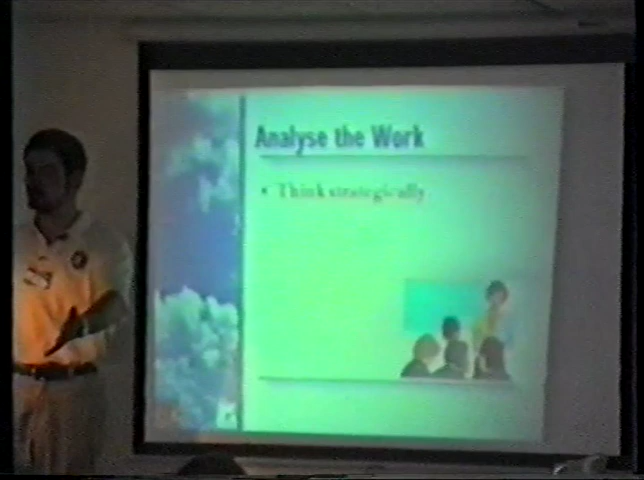 Analyse the Work
• Think strategically